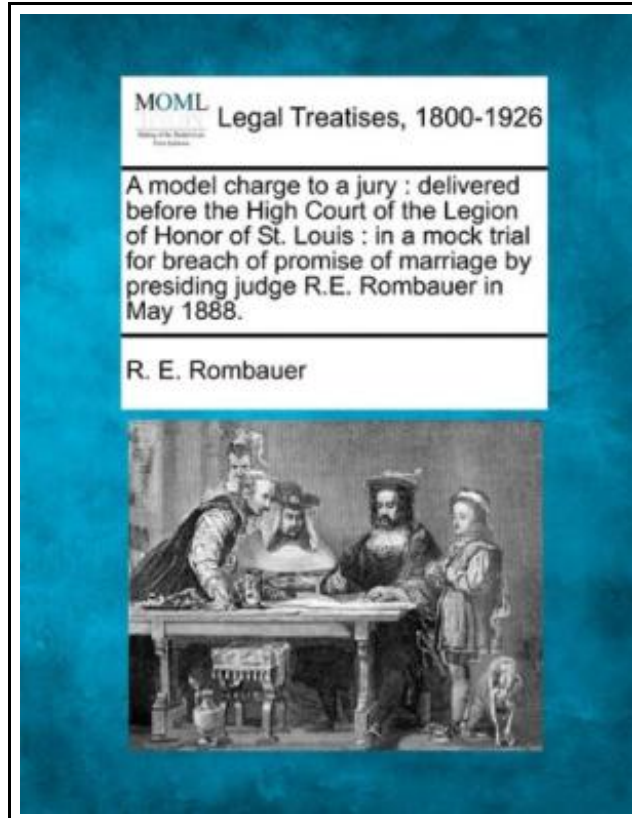 MOML
Legal Treatises, 1800-1926
A model charge to a jury : delivered
before the High Court of the Legion
of Honor of St. Louis : in a mock trial
for breach of promise of marriage by
presiding judge R.E. Rombauer in
May 1888.
R. E. Rombauer